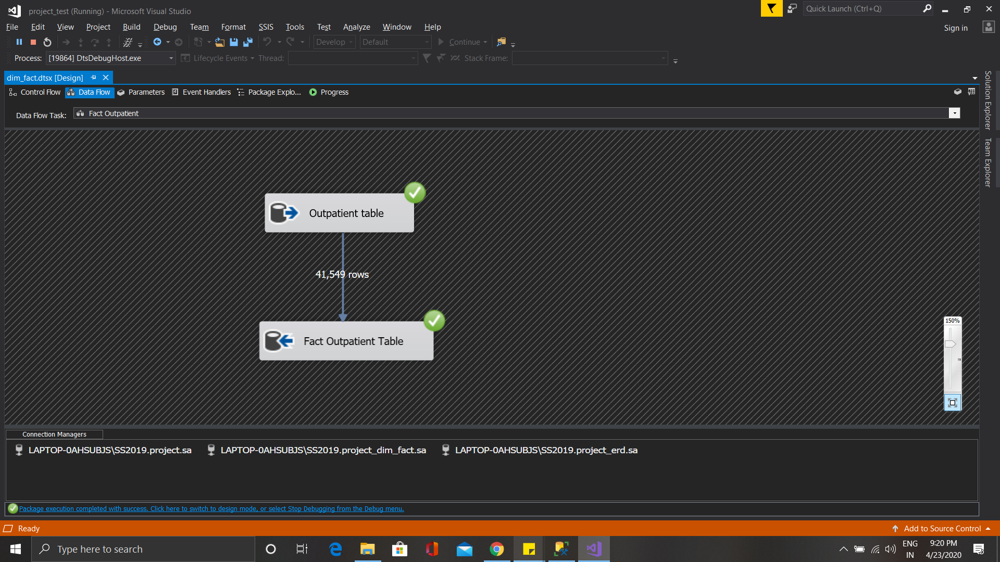 project_test (Running) - Microsoft Visual Studio
Quick Launch (Ctrl+Q)
File Edit View Project Build Debug Team Format SSIS Tools Test Analyze Window Help
Sign in
Develop Default Continue
Process: [19864] DtsDebugHost.exe Lifecycle Events Thread: Stack Frame:
dim_fact.dtsx [Design]
Control Flow Data Flow Parameters Event Handlers Package Explo... Progress
Data Flow Task: Fact Outpatient
Solution Explorer
Team Explorer
Outpatient table
41,549 rows
Fact Outpatient Table
150%
Connection Managers
LAPTOP-0AHSUBJS\SS2019.project.sa LAPTOP-0AHSUBJS\SS2019.project_dim_fact.sa LAPTOP-0AHSUBJS\SS2019.project_erd.sa
Package execution completed with success. Click here to switch to design mode, or select Stop Debugging from the Debug menu.
Ready
Add to Source Control
Type here to search
ENG
IN
9:20 PM
4/23/2020